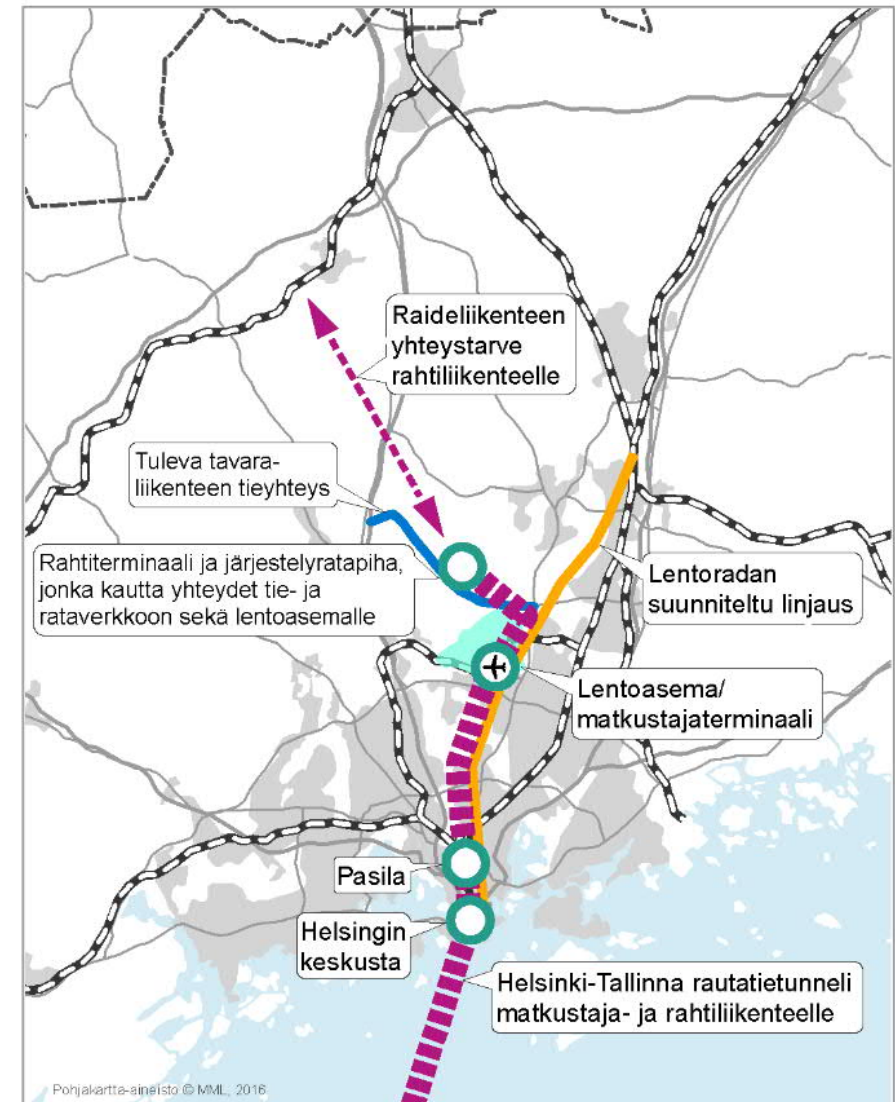 Raideliikenteen
yhteystarve
rahtiliikenteelle
Tuleva tavara-
liikenteen tieyhteys
Rahtiterminaali ja järjestelyratapiha,
jonka kautta yhteydet tie- ja
rataverkkoon sekä lentoasemalle
Lentoradan
suunniteltu linjaus
Lentoasema/
matkustajaterminaali
Pasila
Helsingin
keskusta
Helsinki-Tallinna rautatietunneli
matkustaja- ja rahtiliikenteelle
Pohjakartta-aineisto © MML, 2016